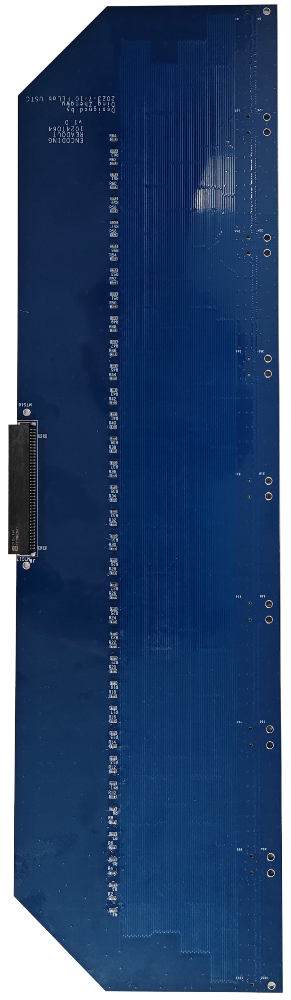 ENCODING
READOUT
1024TO64
v1.0
Designed by
Ding Zhengwu
2023-7-10 FELab USTC
00 01
126 127
254 255
382 383
510 511
638 639
766 767
894 895
1022 1023
R64
R63
R62
R61
R60
R59
R58
R57
R56
R55
R54
R53
R52
R51
R50
R49
R48
R47
R46
R45
R44
R43
R42
R41
R40
R39
R38
R37
R36
R35
R34
R33
R32
R31
R30
R29
R28
R27
R26
R25
R24
R23
R22
R21
R20
R19
R18
R17
R16
R15
R14
R13
R12
R11
R10
R9
R8
R7
R6
R5
R4
R3
R2
R1
MTG18
2135 C 424
15150802601
J9
MTG17